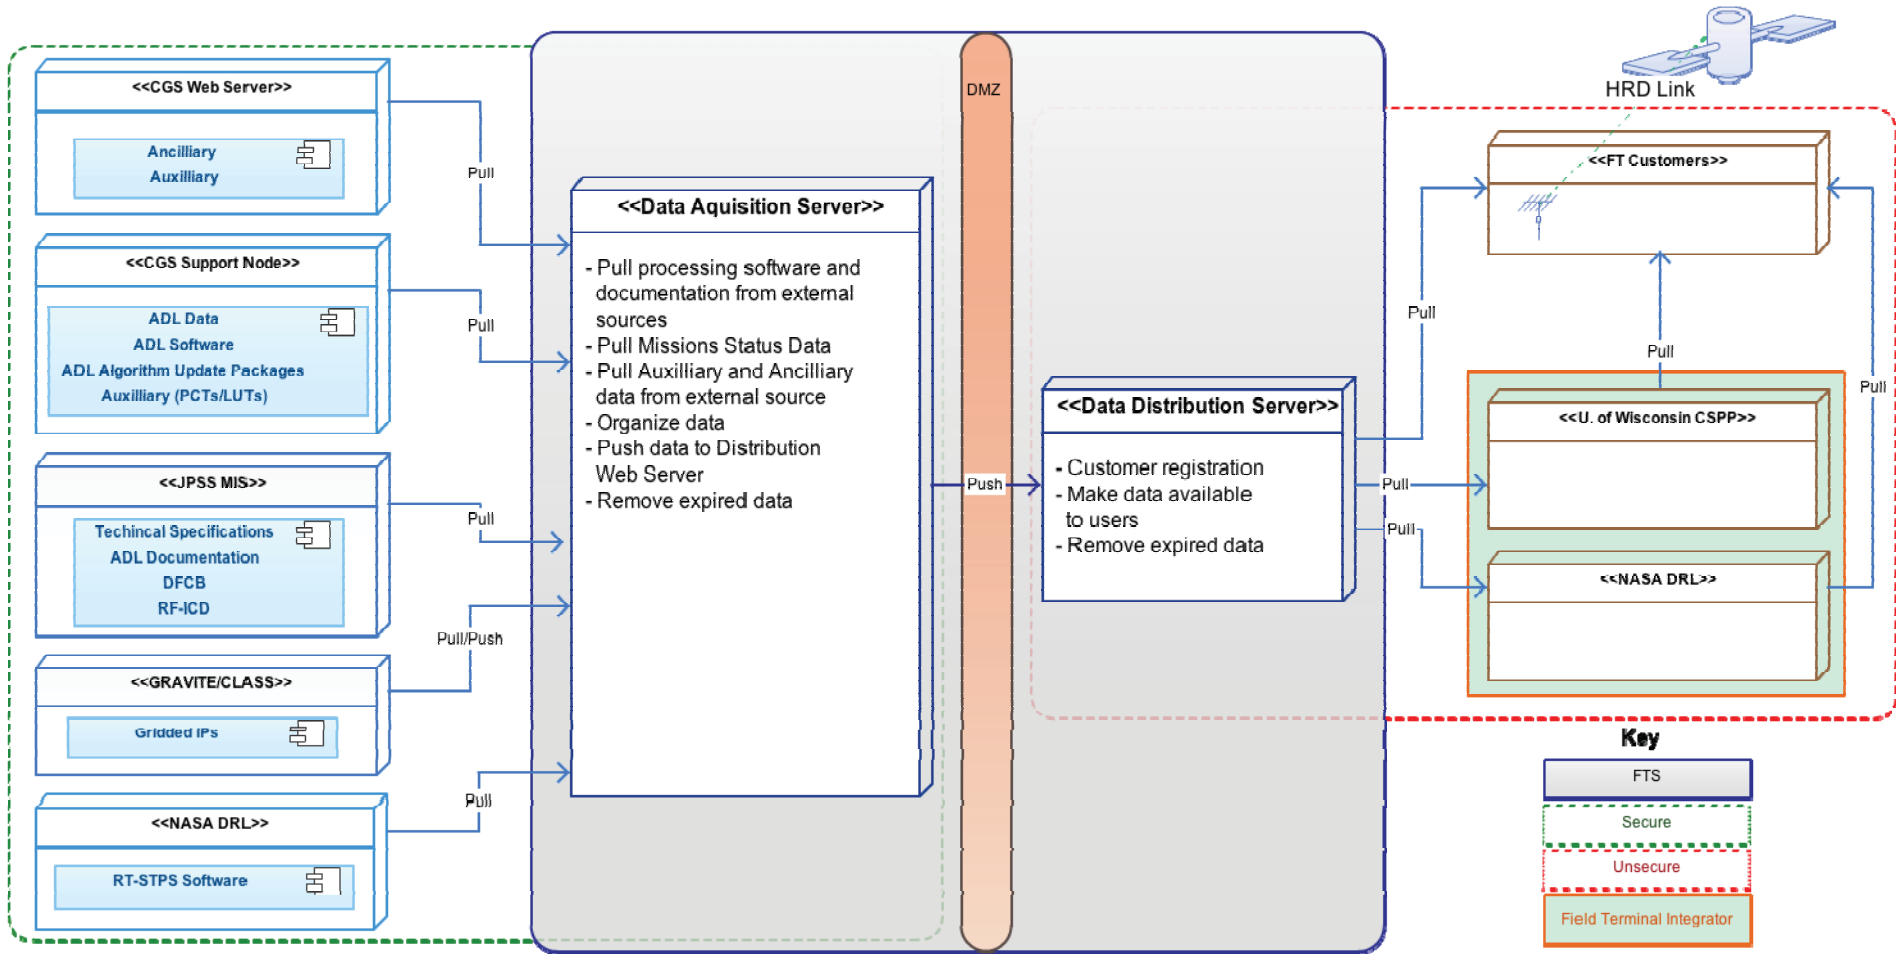 <<CGS Web Server>>
Ancilliary
Auxilliary
Pull
<<CGS Support Node>>
ADL Data
ADL Software
ADL Algorithm Update Packages
Auxilliary (PCTs/LUTs)
Pull
<<JPSS MIS>>
Techincal Specifications
ADL Documentation
DFCB
RF-ICD
Pull
<<GRAVITE/CLASS>>
Gridded IPs
Pull/Push
<<NASA DRL>>
RT-STPS Software
Pull
<<Data Aquisition Server>>
- Pull processing software and
documentation from external
sources
- Pull Missions Status Data
- Pull Auxilliary and Ancilliary
data from external source
- Organize data
- Push data to Distribution
Web Server
- Remove expired data
DMZ
Push
<<Data Distribution Server>>
- Customer registration
- Make data available
to users
- Remove expired data
Pull
Pull
Pull
HRD Link
<<FT Customers>>
Pull
Pull
<<U. of Wisconsin CSPP>>
<<NASA DRL>>
Key
FTS
Secure
Unsecure
Field Terminal Integrator